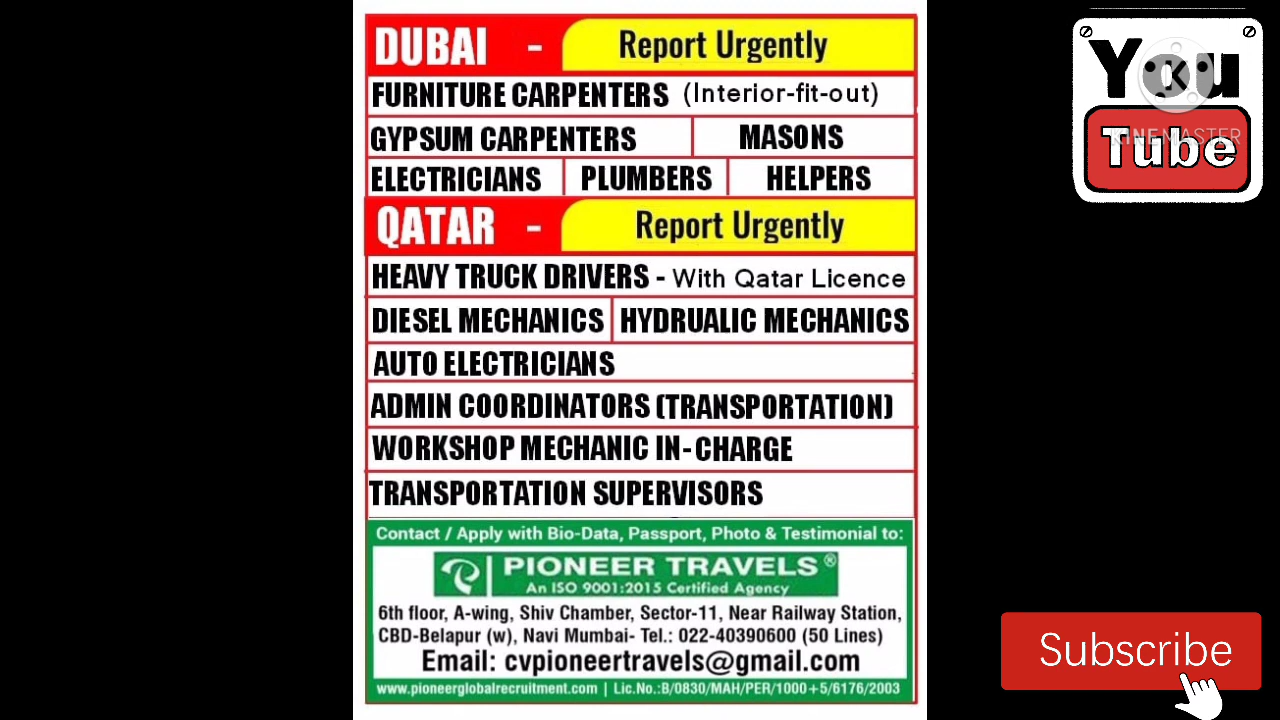 DUBAI - Report Urgently
FURNITURE CARPENTERS (Interior-fit-out)
GYPSUM CARPENTERS MASONS
ELECTRICIANS PLUMBERS HELPERS
QATAR - Report Urgently
HEAVY TRUCK DRIVERS - With Qatar Licence
DIESEL MECHANICS HYDRUALIC MECHANICS
AUTO ELECTRICIANS
ADMIN COORDINATORS (TRANSPORTATION)
WORKSHOP MECHANIC IN-CHARGE
TRANSPORTATION SUPERVISORS
Contact / Apply with Bio-Data, Passport, Photo & Testimonial to:
PIONEER TRAVELS®
An ISO 9001:2015 Certified Agency
6th floor, A-wing, Shiv Chamber, Sector-11, Near Railway Station,
CBD-Belapur (w), Navi Mumbai- Tel.: 022-40390600 (50 Lines)
Email: cvpioneertravels@gmail.com
www.pioneerglobalrecruitment.com | Lic.No.:B/0830/MAH/PER/1000+5/6176/2003
You
K
KINEMASTER
Tube
Subscribe